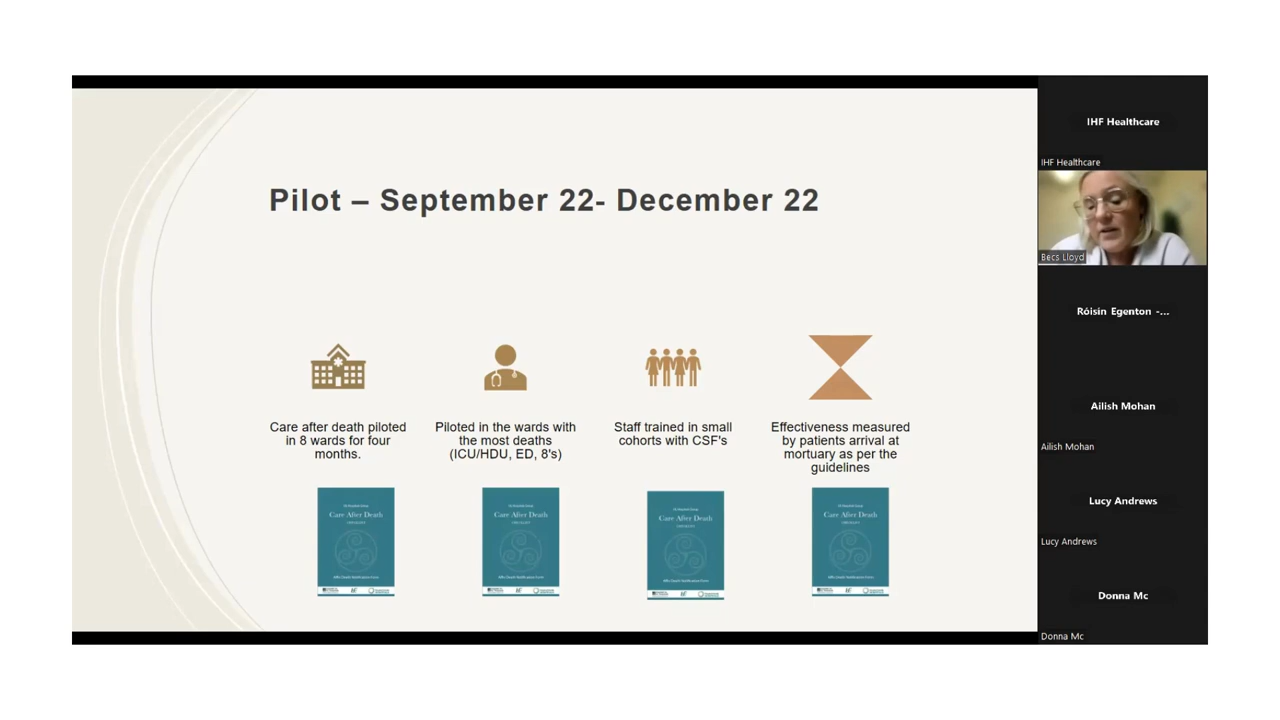 Pilot – September 22- December 22
Care after death piloted
in 8 wards for four
months.
Piloted in the wards with
the most deaths
(ICU/HDU, ED, 8's)
Staff trained in small
cohorts with CSF's
Effectiveness measured
by patients arrival at
mortuary as per the
guidelines
Care After Death
Care After Death
Care After Death
Care After Death
IHF Healthcare
IHF Healthcare
Becs Lloyd
Róisin Egenton -...
Ailish Mohan
Ailish Mohan
Lucy Andrews
Lucy Andrews
Donna Mc
Donna Mc